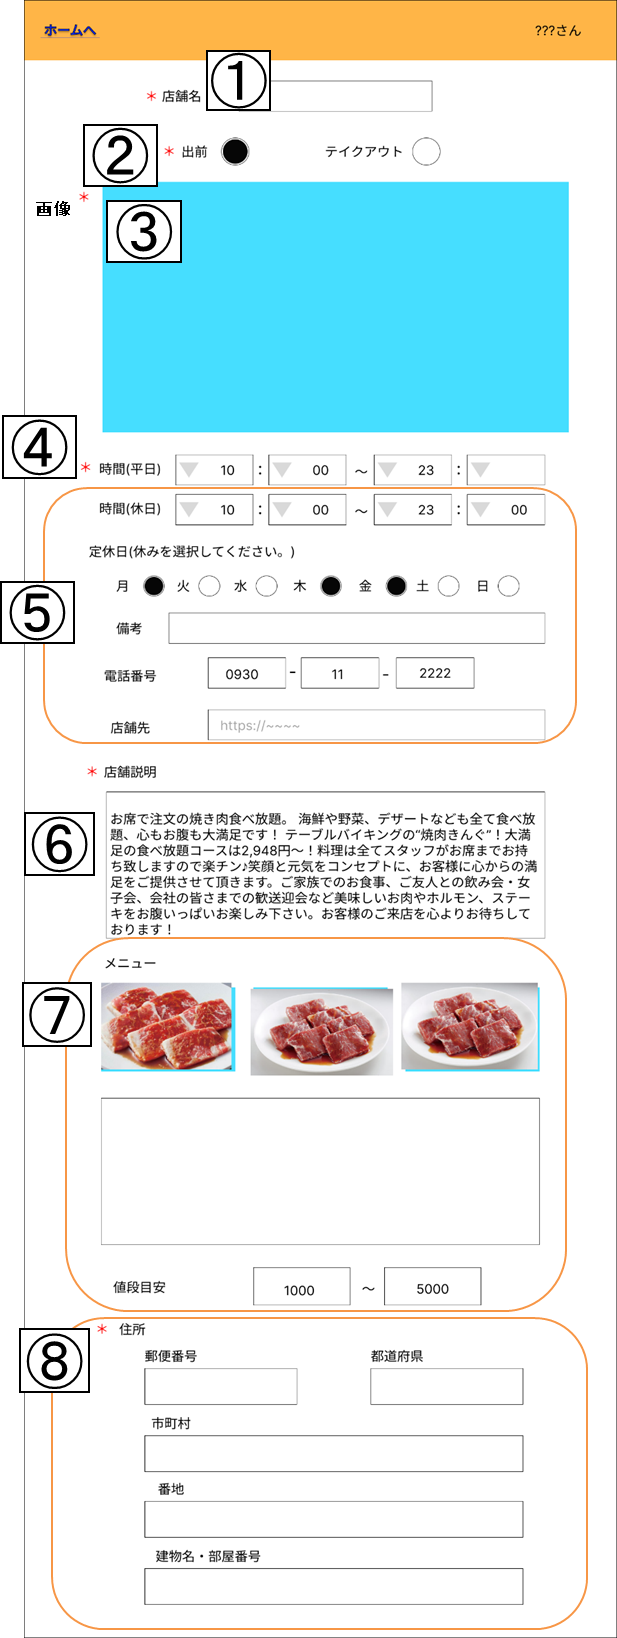 ホームへ ???さん
① * 店舗名
② * 出前 テイクアウト
画像 *
③
④ * 時間(平日) 10 : 00 ～ 23 :
時間(休日) 10 : 00 ～ 23 : 00
定休日(休みを選択してください。)
⑤ 月 火 水 木 金 土 日
備考
電話番号 0930 - 11 - 2222
店舗先 https://~~~~
* 店舗説明
⑥
お席で注文の焼き肉食べ放題。 海鮮や野菜、デザートなども全て食べ放
題、心もお腹も大満足です！ テーブルバイキングの“焼肉きんぐ”！大満
足の食べ放題コースは2,948円〜！料理は全てスタッフがお席までお持
ち致しますので楽チン♪笑顔と元気をコンセプトに、お客様に心からの満
足をご提供させて頂きます。ご家族でのお食事、ご友人との飲み会・女
子会、会社の皆さまでの歓送迎会など美味しいお肉やホルモン、ステー
キをお腹いっぱいお楽しみ下さい。お客様のご来店を心よりお待ちして
おります！
メニュー
⑦
値段目安 1000 ～ 5000
* 住所
⑧
郵便番号 都道府県
市町村
番地
建物名・部屋番号